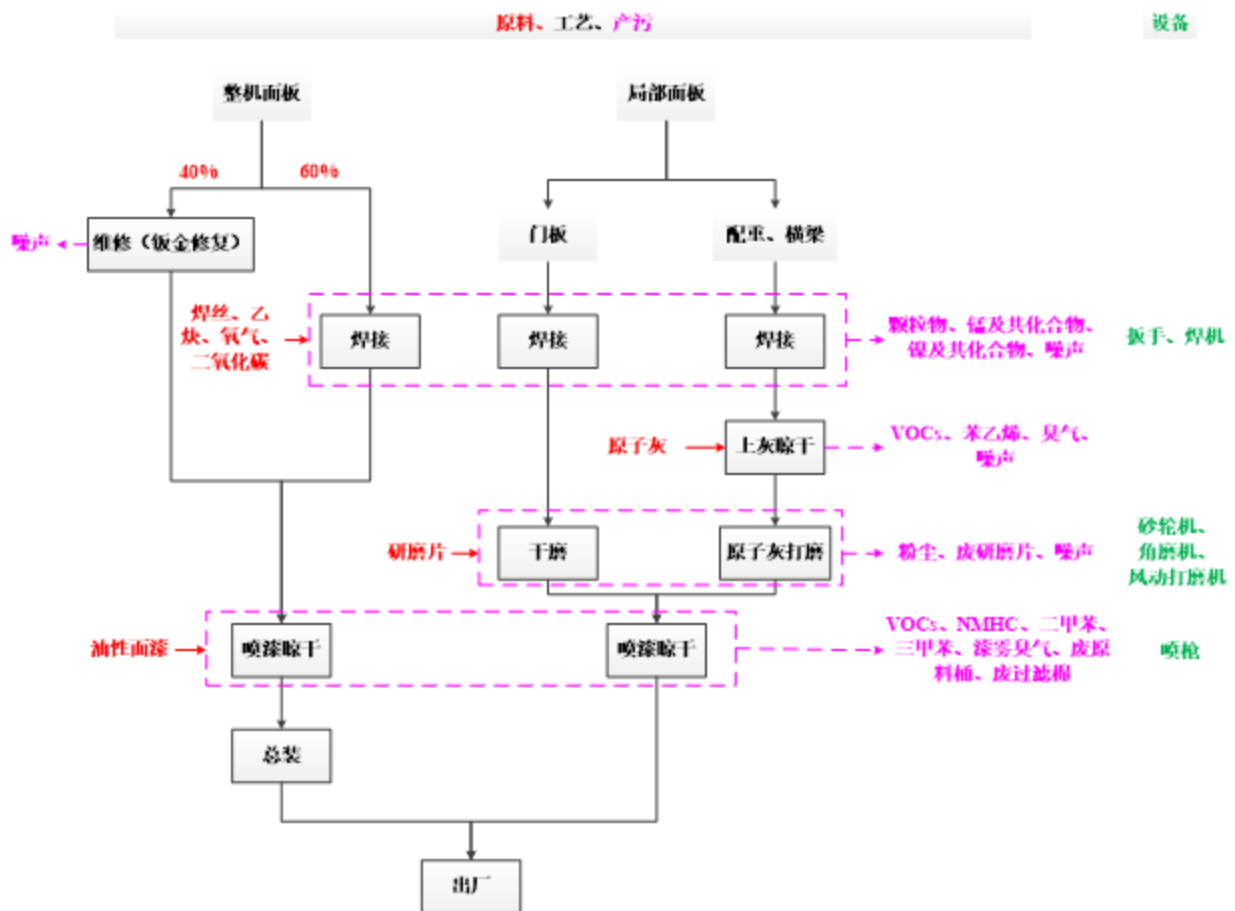 原料、工艺、产污
设备
整机面板
局部面板
40%
60%
噪声
维修（钣金修复）
门板
配重、横梁
焊丝、乙
炔、氧气、
二氧化碳
焊接
焊接
焊接
颗粒物、锰及其化合物、
镍及其化合物、噪声
扳手、焊机
原子灰
上灰晾干
VOCs、苯乙烯、臭气、
噪声
研磨片
干磨
原子灰打磨
粉尘、废研磨片、噪声
砂轮机、
角磨机、
风动打磨机
油性面漆
喷漆晾干
喷漆晾干
VOCs、NMHC、二甲苯、
三甲苯、漆雾臭气、废原
料桶、废过滤棉
喷枪
总装
出厂